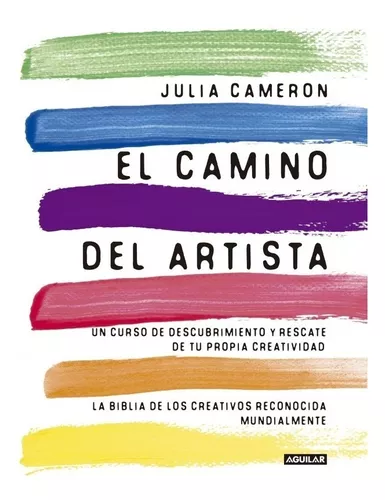 JULIA CAMERON
EL CAMINO
DEL ARTISTA
UN CURSO DE DESCUBRIMIENTO Y RESCATE
DE TU PROPIA CREATIVIDAD
LA BIBLIA DE LOS CREATIVOS RECONOCIDA
MUNDIALMENTE
AGUILAR